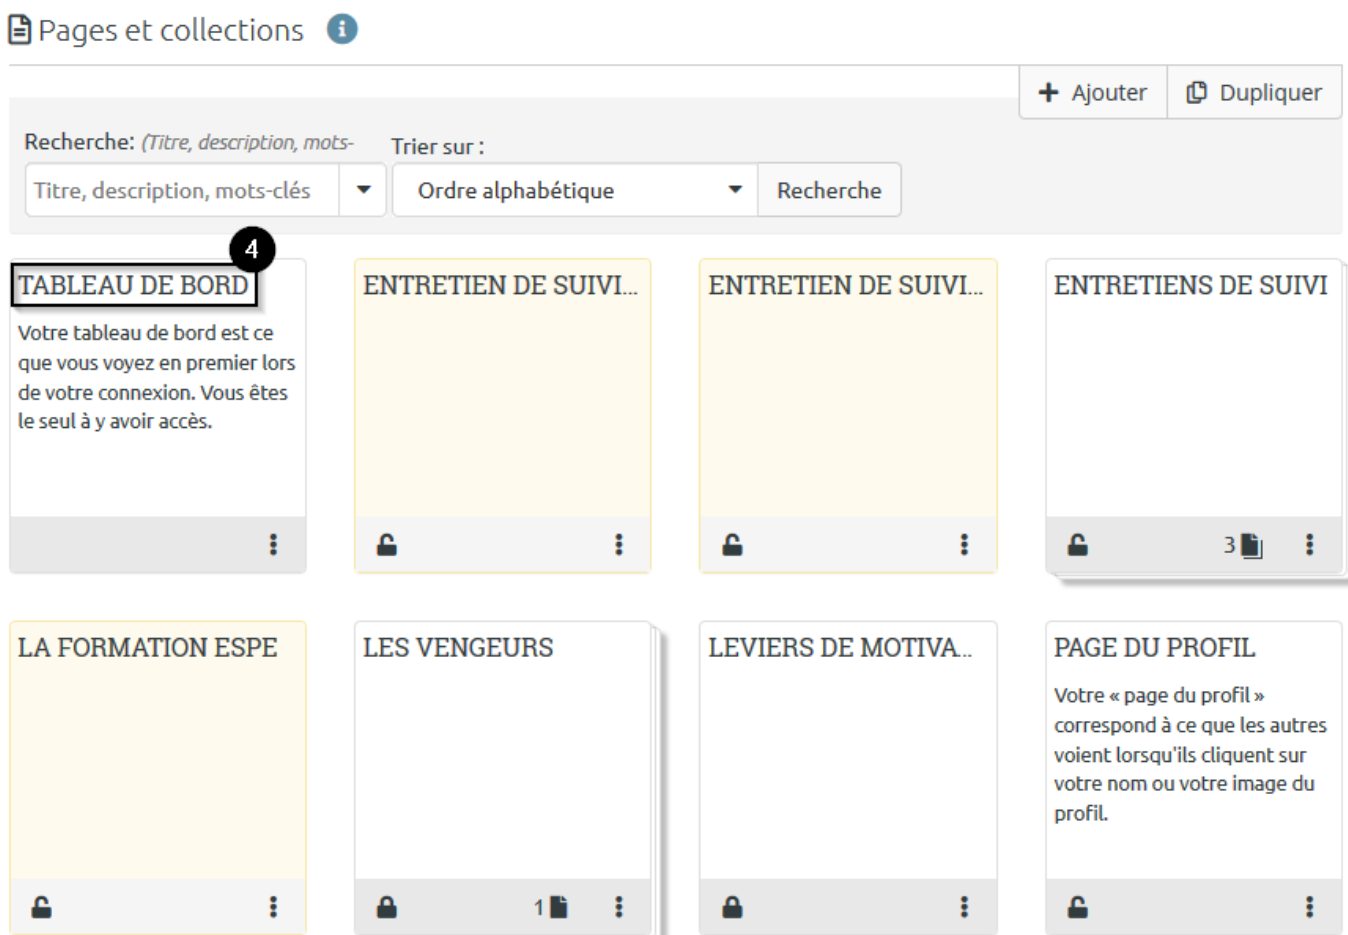 Pages et collections
+ Ajouter
Dupliquer
Recherche: (Titre, description, mots-
Trier sur :
Titre, description, mots-clés
Ordre alphabétique
Recherche
4
TABLEAU DE BORD
Votre tableau de bord est ce
que vous voyez en premier lors
de votre connexion. Vous êtes
le seul à y avoir accès.
ENTRETIEN DE SUIVI...
ENTRETIEN DE SUIVI...
ENTRETIENS DE SUIVI
3
LA FORMATION ESPE
LES VENGEURS
1
LEVIERS DE MOTIVA...
PAGE DU PROFIL
Votre « page du profil »
correspond à ce que les autres
voient lorsqu'ils cliquent sur
votre nom ou votre image du
profil.